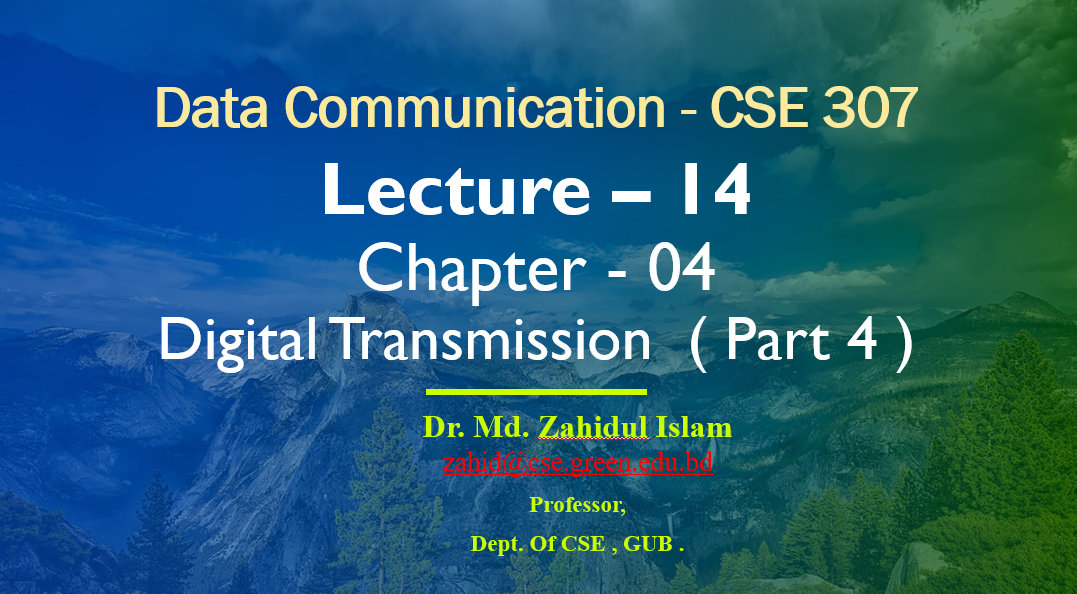 Data Communication - CSE 307
Lecture – 14
Chapter - 04
Digital Transmission ( Part 4 )
Dr. Md. Zahidul Islam
zahid@cse.green.edu.bd
Professor,
Dept. Of CSE , GUB .